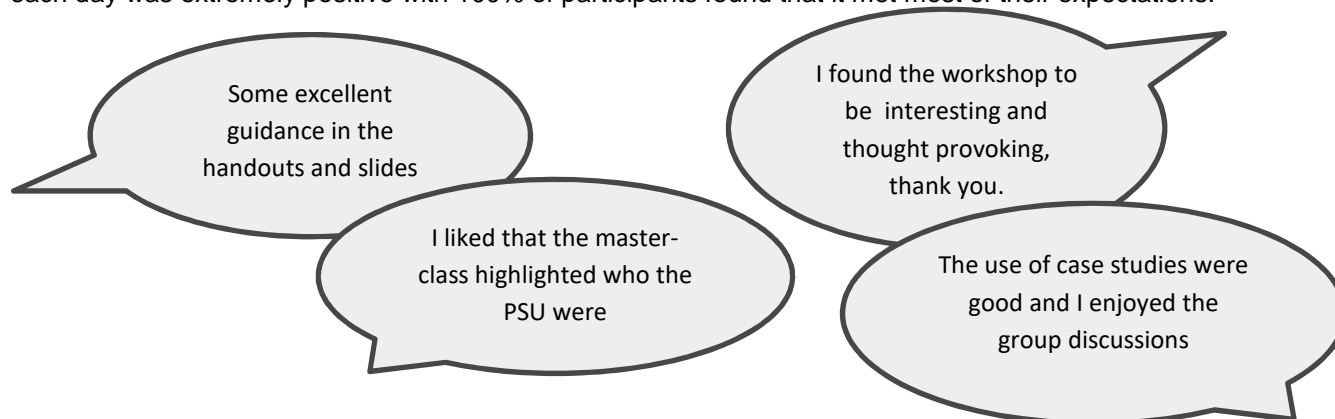 each day was extremely positive with 100% of participants found that it met most of their expectations.
Some excellent
guidance in the
handouts and slides
I found the workshop to
be interesting and
thought provoking,
thank you.
I liked that the master-
class highlighted who the
PSU were
The use of case studies were
good and I enjoyed the
group discussions